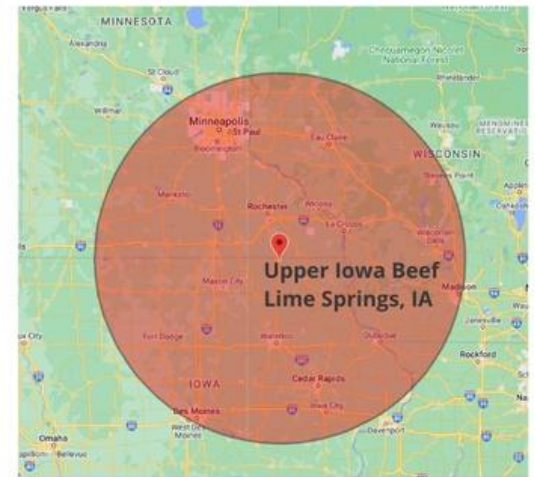 MINNESOTA
Alexandria
St Cloud
Chequamegon Nicolet
National Forest
Rhinelander
Willmar
Minneapolis
St Paul
Bloomington
Eau Claire
Wausau
WISCONSIN
Stevens Point
Mankato
Rochester
Winona
La Crosse
Wisconsin
Dells
Upper Iowa Beef
Lime Springs, IA
Mason City
Madison
Janesville
Fort Dodge
Waterloo
Dubuque
Rockford
IOWA
Cedar Rapids
Des Moines
West Des
Moines
Iowa City
Davenport
Omaha
Bellevue